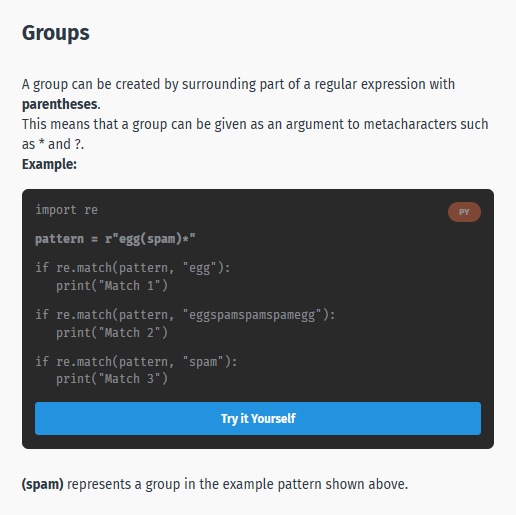 Groups
A group can be created by surrounding part of a regular expression with
parentheses.
This means that a group can be given as an argument to metacharacters such
as * and ?.
Example:
PY
import re
pattern = r"egg(spam)*"
if re.match(pattern, "egg"):
   print("Match 1")
if re.match(pattern, "eggspamspamspamegg"):
   print("Match 2")
if re.match(pattern, "spam"):
   print("Match 3")
Try it Yourself
(spam) represents a group in the example pattern shown above.